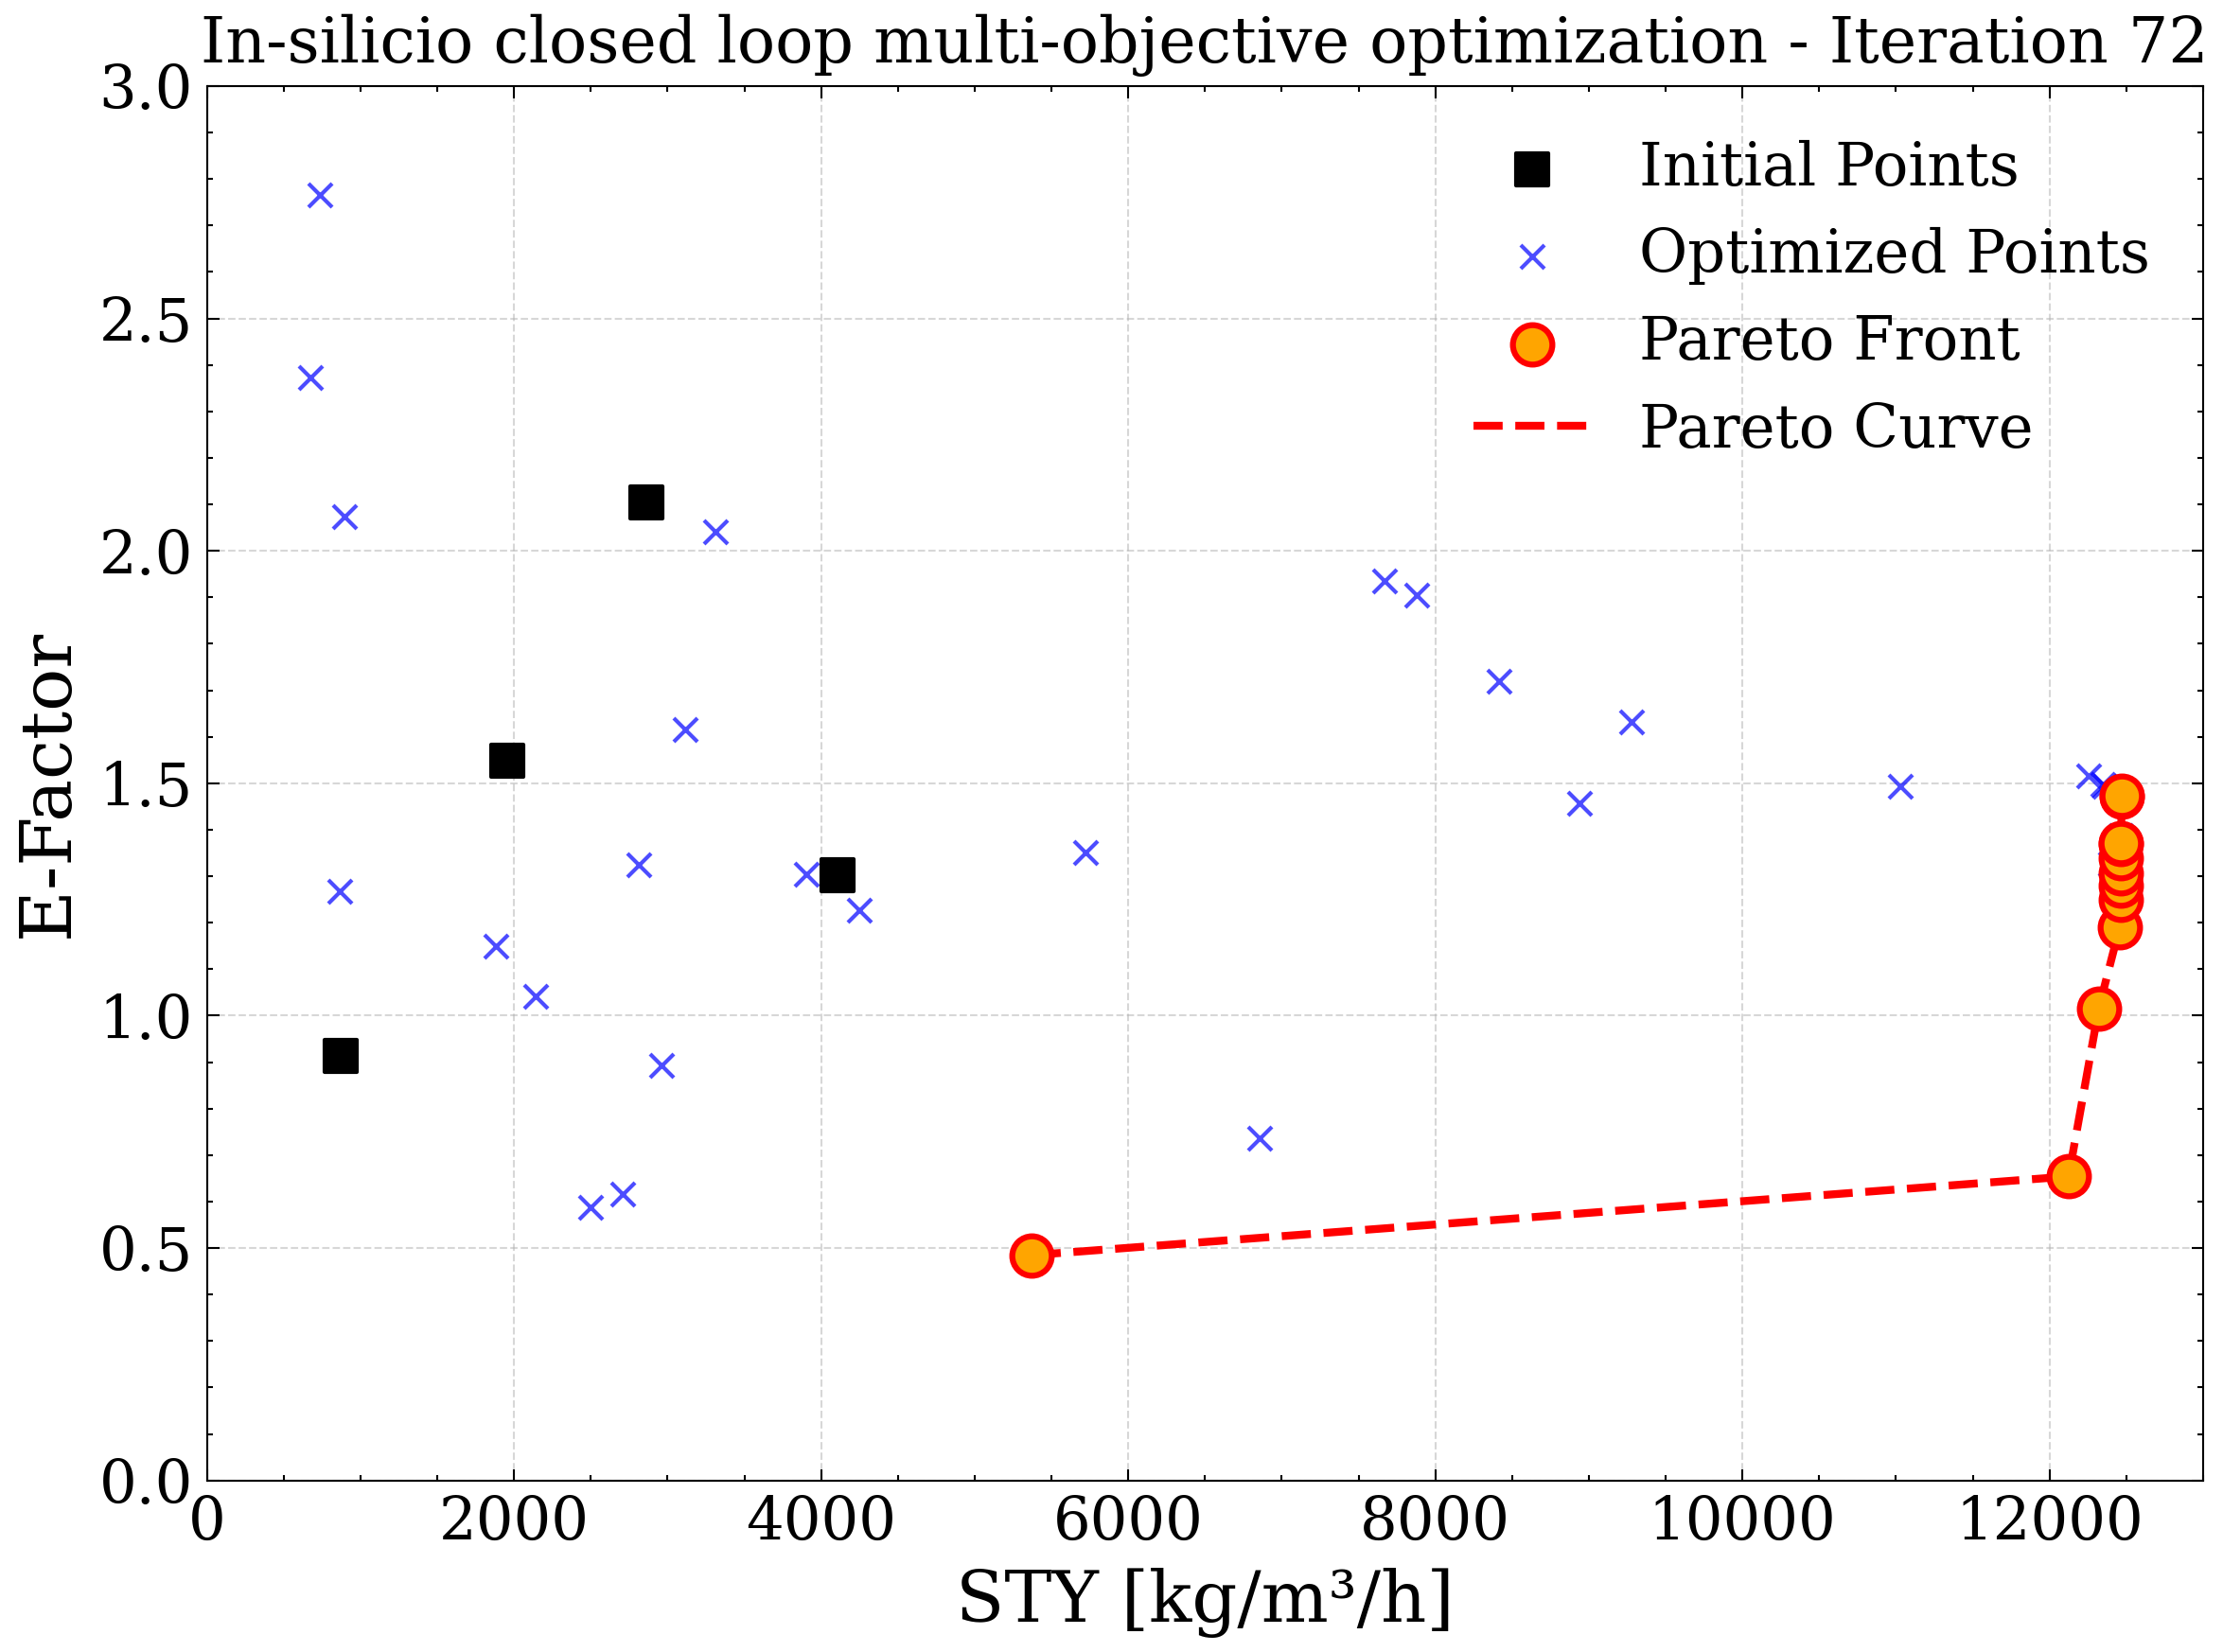 In-silicio closed loop multi-objective optimization - Iteration 72
Initial Points
Optimized Points
Pareto Front
Pareto Curve
E-Factor
3.0
2.5
2.0
1.5
1.0
0.5
0.0
0 2000 4000 6000 8000 10000 12000
STY [kg/m³/h]